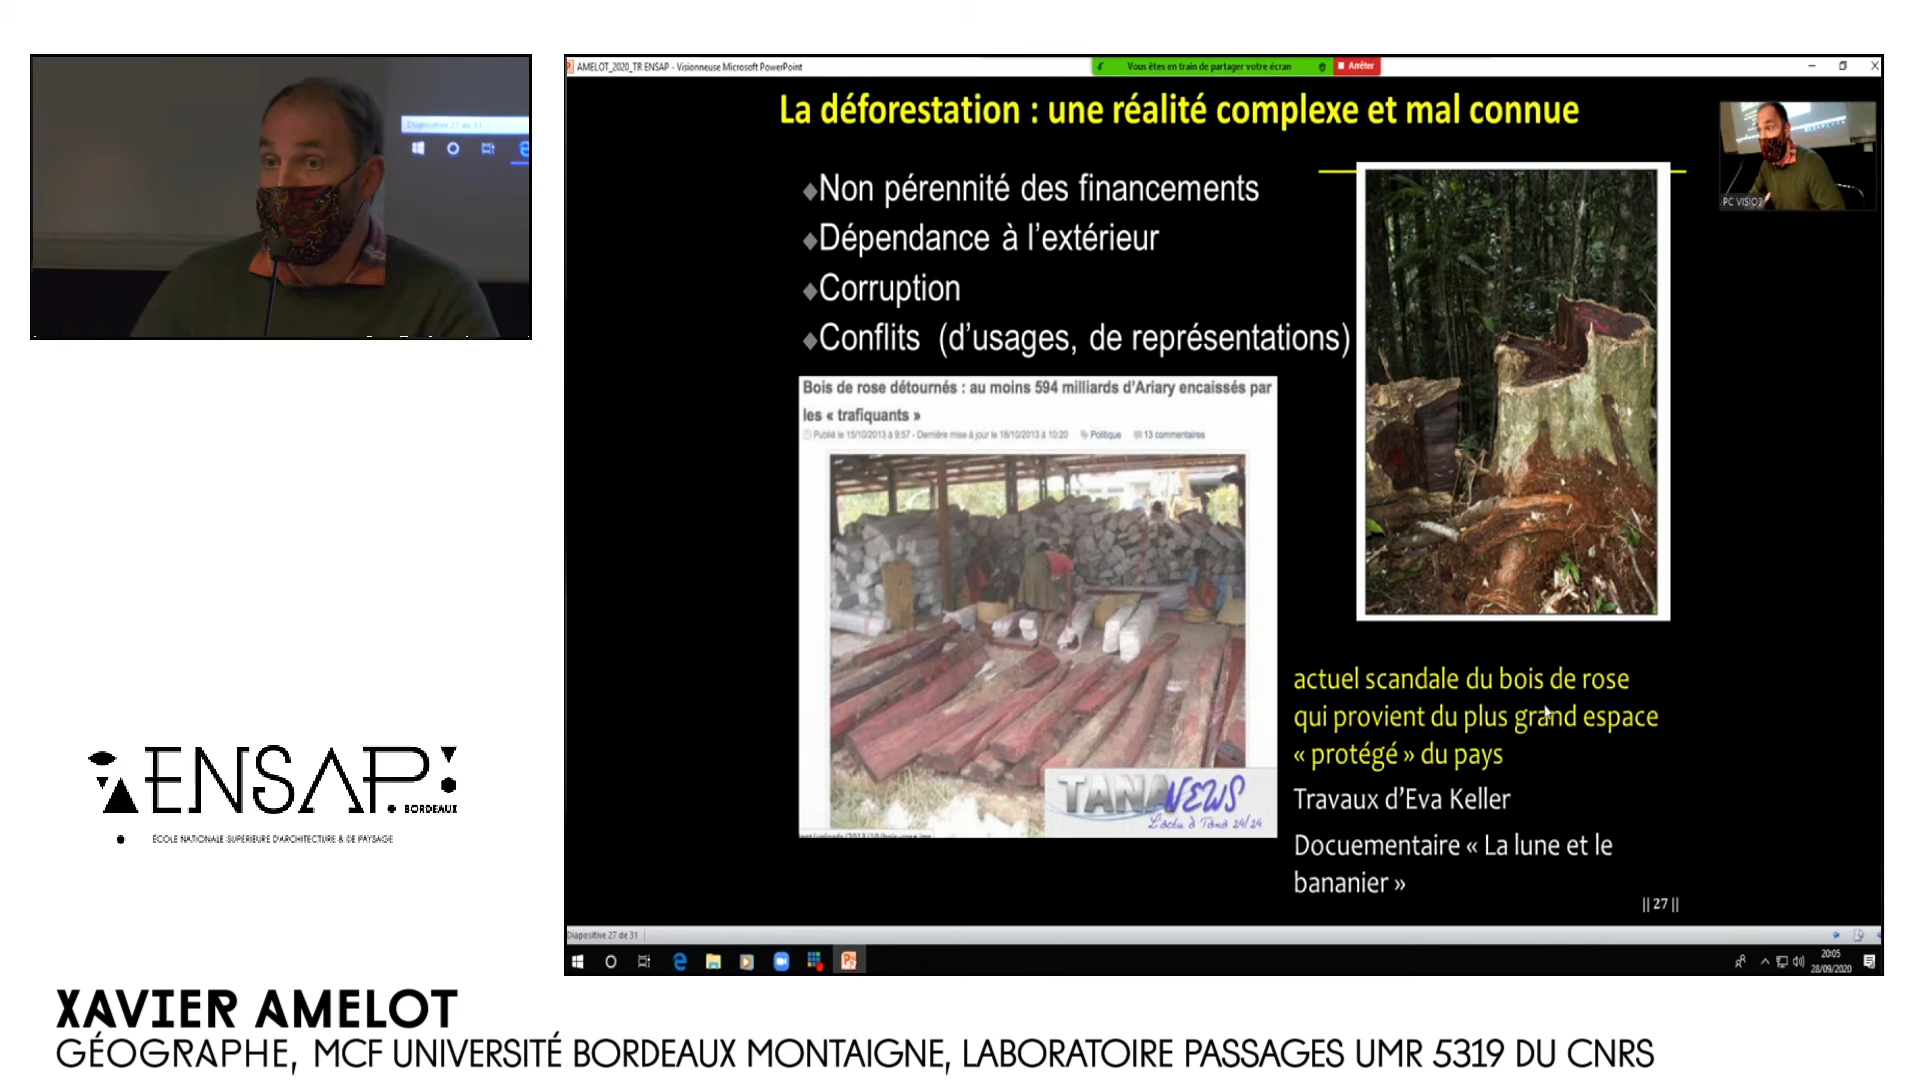 AMELOT_2020_TR ENSAP - Visionneuse Microsoft PowerPoint
Vous êtes en train de partager votre écran
Arrêter
Diapositive 27 de 31
La déforestation : une réalité complexe et mal connue
PC VISIO3
Non pérennité des financements
Dépendance à l'extérieur
Corruption
Conflits (d'usages, de représentations)
Bois de rose détournés : au moins 594 milliards d'Ariary encaissés par
les « trafiquants »
Publié le 15/10/2013 à 9:57 - Dernière mise à jour le 18/10/2013 à 10:20 Politique 13 commentaires
TANANEWS
L'actu à Tana 24/24
actuel scandale du bois de rose
qui provient du plus grand espace
« protégé » du pays
Travaux d'Eva Keller
Docuementaire « La lune et le
bananier »
|| 27 ||
Diapositive 27 de 31
20:05
28/09/2020
ENSAP
BORDEAUX
ÉCOLE NATIONALE SUPÉRIEURE D'ARCHITECTURE & DE PAYSAGE
XAVIER AMELOT
GÉOGRAPHE, MCF UNIVERSITÉ BORDEAUX MONTAIGNE, LABORATOIRE PASSAGES UMR 5319 DU CNRS